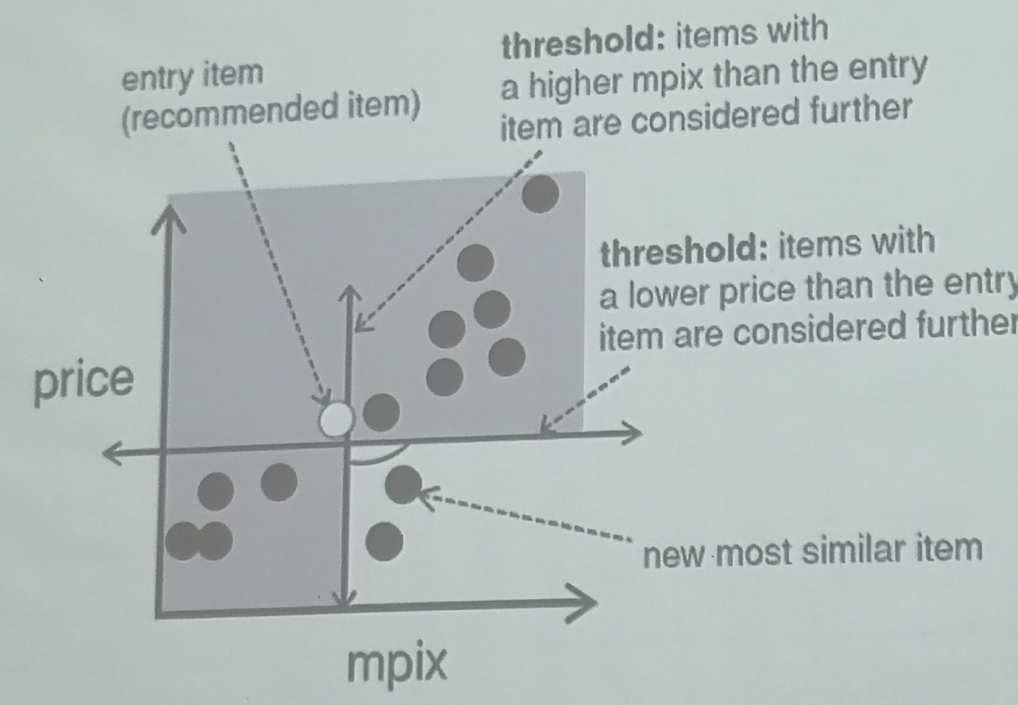 entry item
(recommended item)
threshold: items with
a higher mpix than the entry
item are considered further
threshold: items with
a lower price than the entry
item are considered further
price
new most similar item
mpix